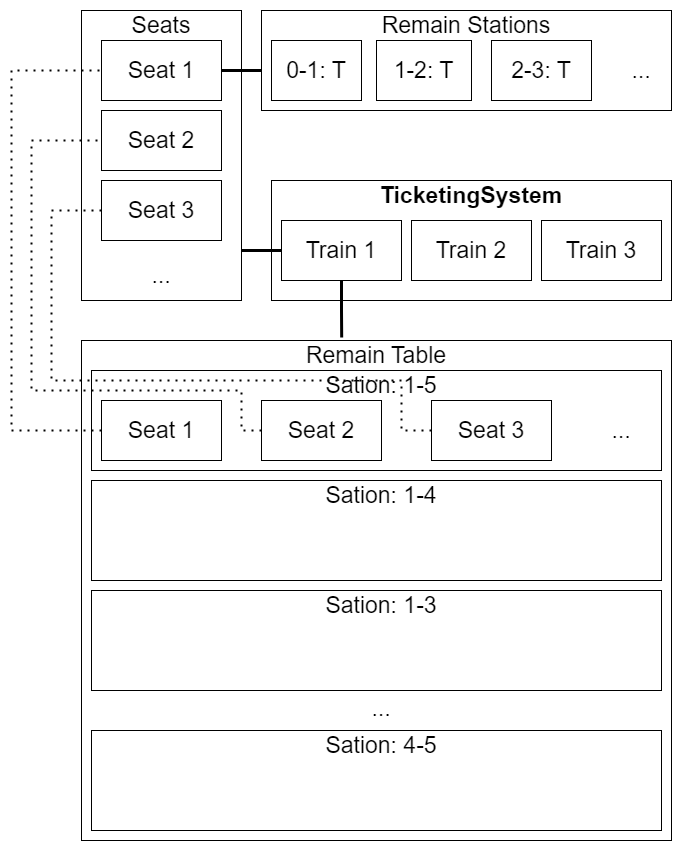 Seats
Seat 1
Seat 2
Seat 3
...
Remain Stations
0-1: T
1-2: T
2-3: T
...
TicketingSystem
Train 1
Train 2
Train 3
Remain Table
Sation: 1-5
Seat 1
Seat 2
Seat 3
...
Sation: 1-4
Sation: 1-3
...
Sation: 4-5